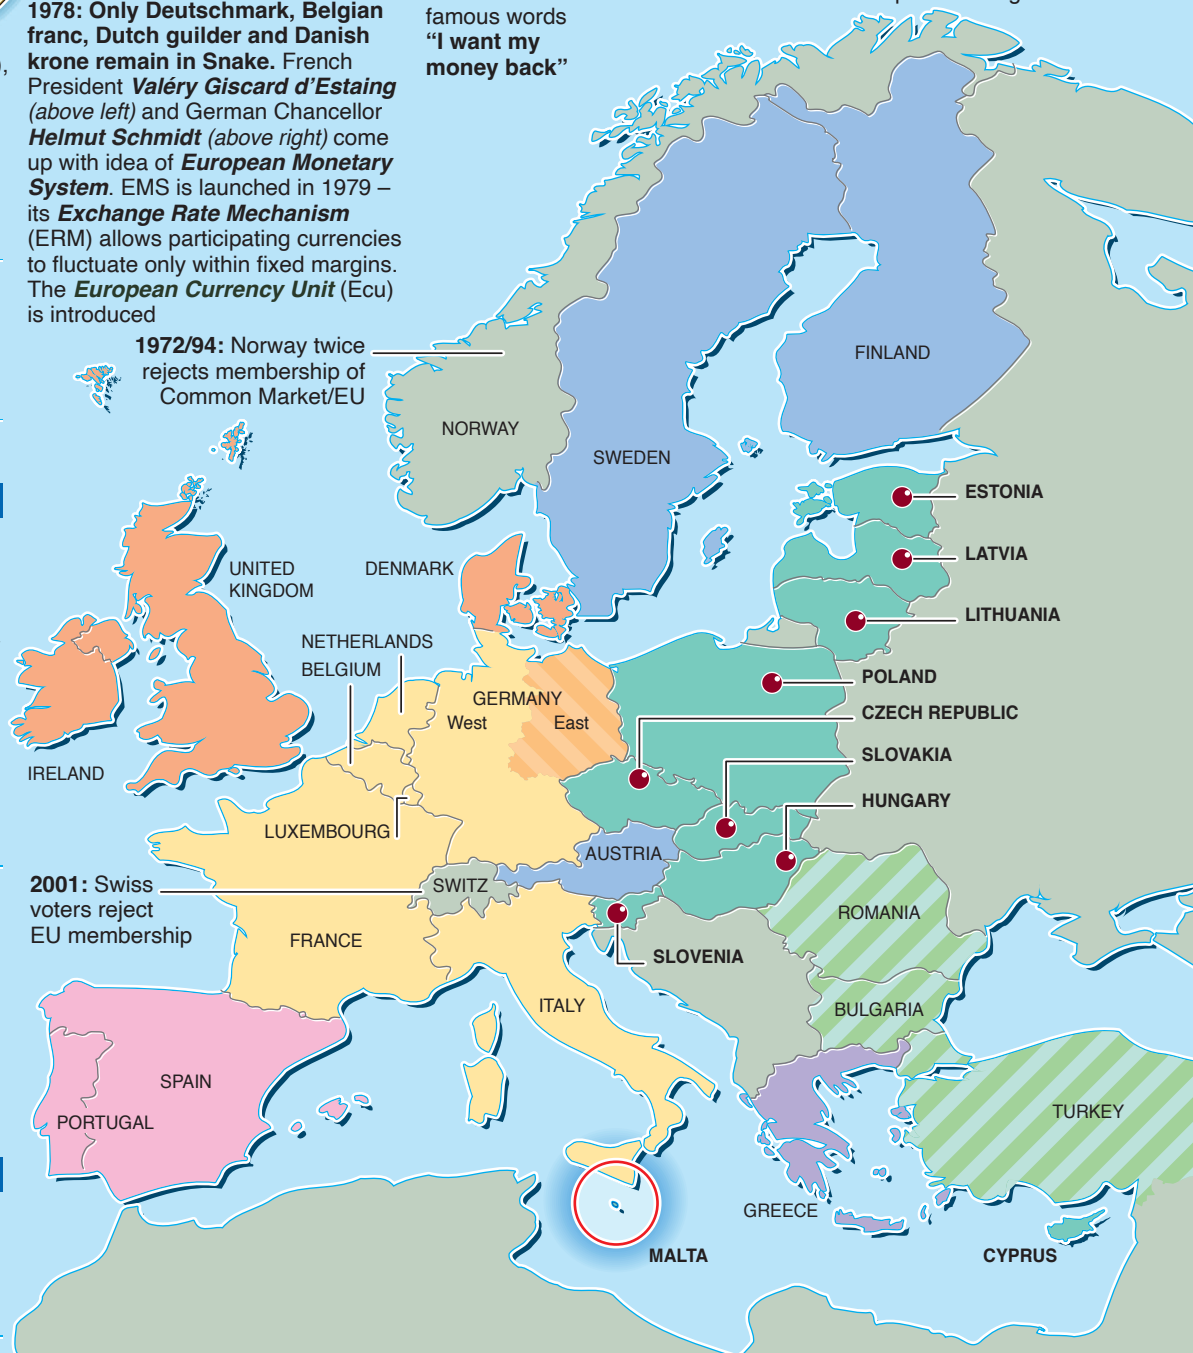 1978: Only Deutschmark, Belgian
franc, Dutch guilder and Danish
krone remain in Snake. French
President Valéry Giscard d’Estaing
(above left) and German Chancellor
Helmut Schmidt (above right) come
up with idea of European Monetary
System. EMS is launched in 1979 –
its Exchange Rate Mechanism
(ERM) allows participating currencies
to fluctuate only within fixed margins.
The European Currency Unit (Ecu)
is introduced
famous words
“I want my
money back”
1972/94: Norway twice
rejects membership of
Common Market/EU
NORWAY
SWEDEN
FINLAND
ESTONIA
LATVIA
LITHUANIA
UNITED
KINGDOM
DENMARK
NETHERLANDS
BELGIUM
GERMANY
West
East
POLAND
CZECH REPUBLIC
SLOVAKIA
HUNGARY
IRELAND
LUXEMBOURG
AUSTRIA
2001: Swiss
voters reject
EU membership
SWITZ
FRANCE
ROMANIA
SLOVENIA
ITALY
BULGARIA
SPAIN
PORTUGAL
TURKEY
GREECE
MALTA
CYPRUS